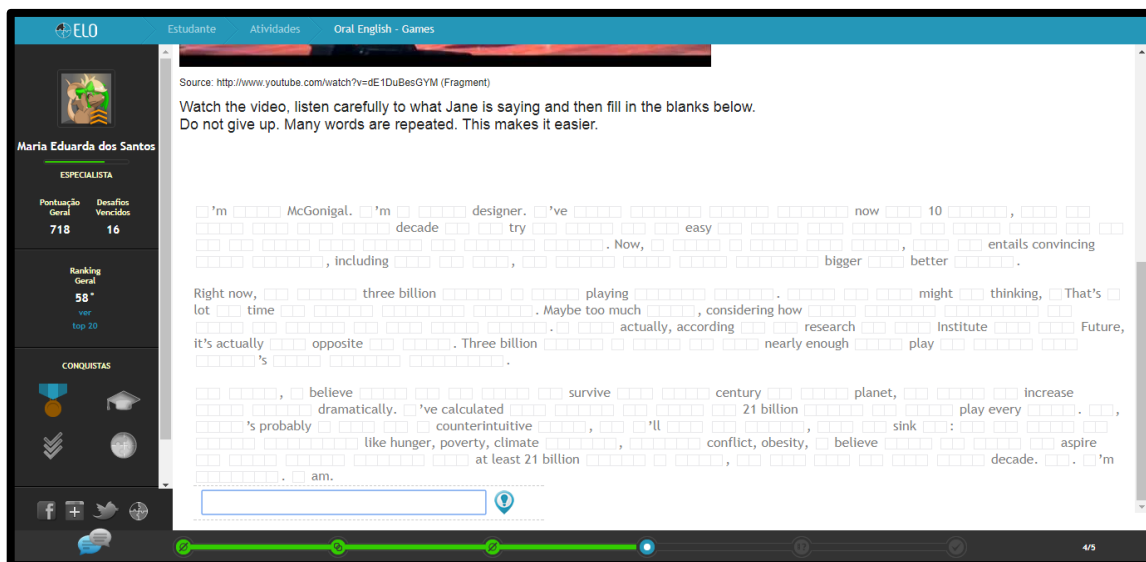 ELO
Estudante
Atividades
Oral English - Games
Maria Eduarda dos Santos
ESPECIALISTA
Pontuação Geral
718
Desafios Vencidos
16
Ranking Geral
58°
ver
top 20
CONQUISTAS
Source: http://www.youtube.com/watch?v=dE1DuBesGYM (Fragment)
Watch the video, listen carefully to what Jane is saying and then fill in the blanks below.
Do not give up. Many words are repeated. This makes it easier.
'm McGonigal. 'm designer. 've now 10 ,
decade try easy
. Now, , entails convincing
, including , bigger better .
Right now, three billion playing . might thinking, That's
lot time . Maybe too much , considering how
. actually, according research Institute Future,
it's actually opposite . Three billion nearly enough play
's .
, believe survive century planet, increase
dramatically. 've calculated 21 billion play every . ,
's probably counterintuitive , 'll , sink :
like hunger, poverty, climate , conflict, obesity, believe aspire
at least 21 billion , decade. . 'm
. am.
4/5